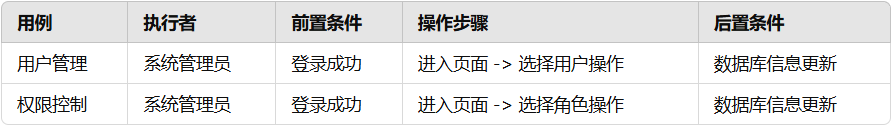 用例 执行者 前置条件 操作步骤 后置条件
用户管理 系统管理员 登录成功 进入页面 -> 选择用户操作 数据库信息更新
权限控制 系统管理员 登录成功 进入页面 -> 选择角色操作 数据库信息更新